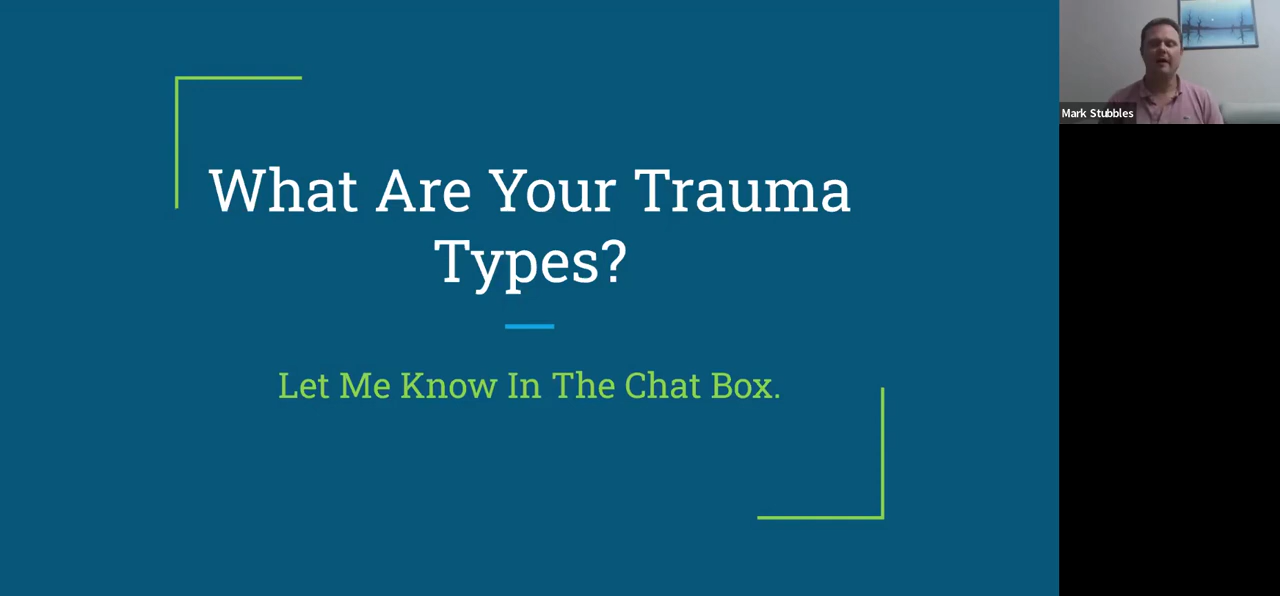 What Are Your Trauma
Types?
Let Me Know In The Chat Box.
Mark Stubbles